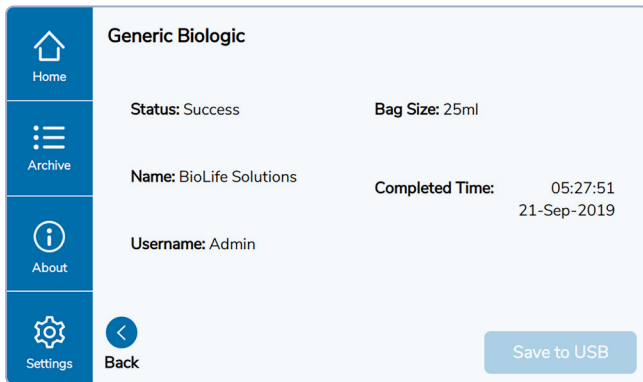 Home
Archive
About
Settings
Generic Biologic
Status: Success
Bag Size: 25ml
Name: BioLife Solutions
Completed Time: 05:27:51
21-Sep-2019
Username: Admin
Back
Save to USB